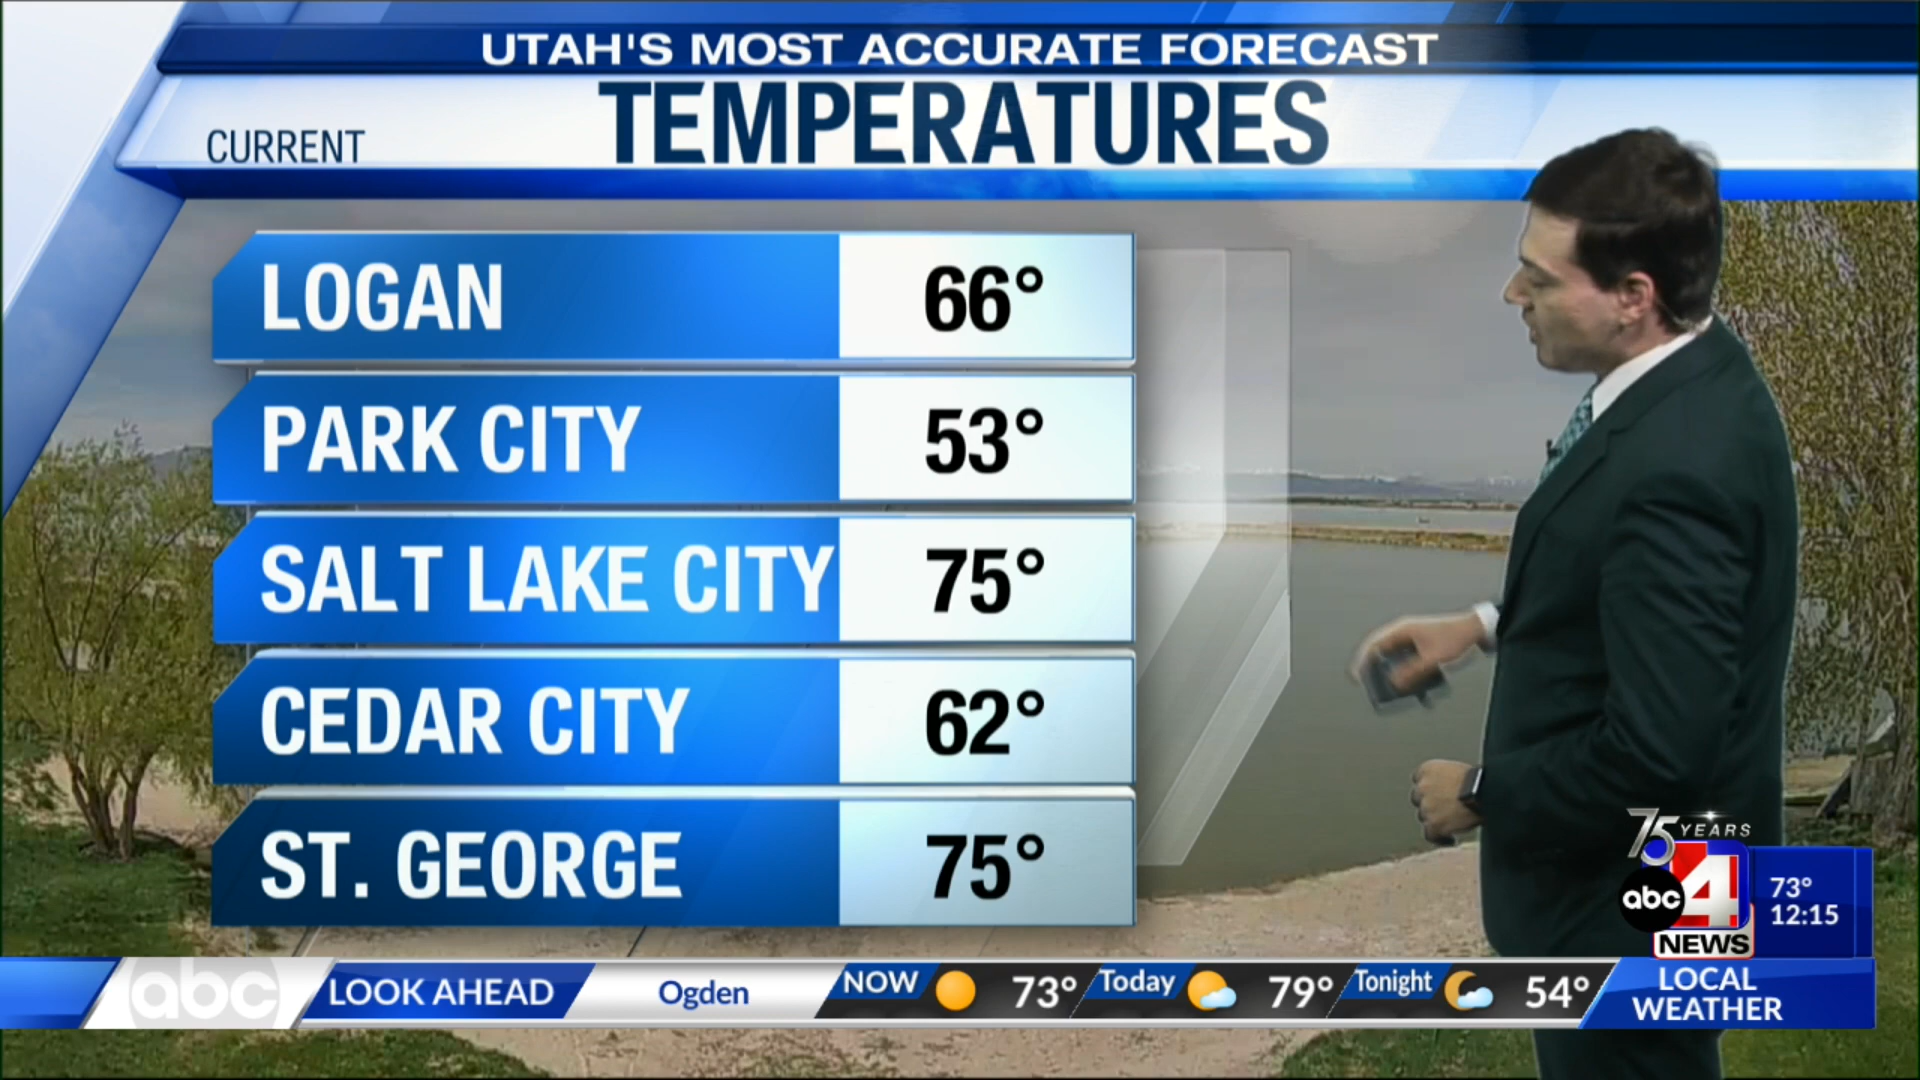 UTAH'S MOST ACCURATE FORECAST
CURRENT
TEMPERATURES
LOGAN 66°
PARK CITY 53°
SALT LAKE CITY 75°
CEDAR CITY 62°
ST. GEORGE 75°
75 YEARS
abc 4
NEWS
73°
12:15
abc
LOOK AHEAD
Ogden
NOW 73°
Today 79°
Tonight 54°
LOCAL
WEATHER